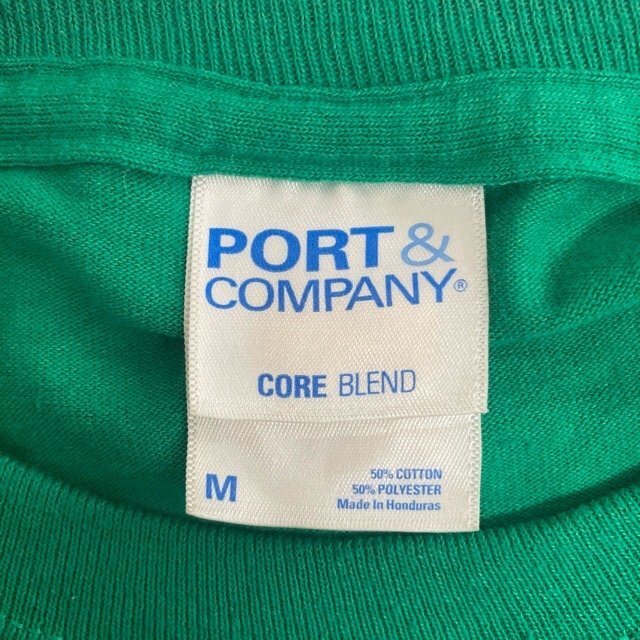 PORT &
COMPANY®
CORE BLEND
M
50% COTTON
50% POLYESTER
Made In Honduras